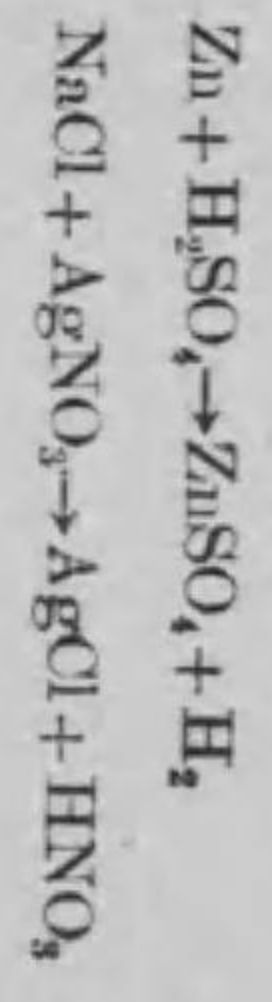 Zn + H₂SO₄→ZnSO₄ + H₂
NaCl + AgNO₃→AgCl + HNO₃